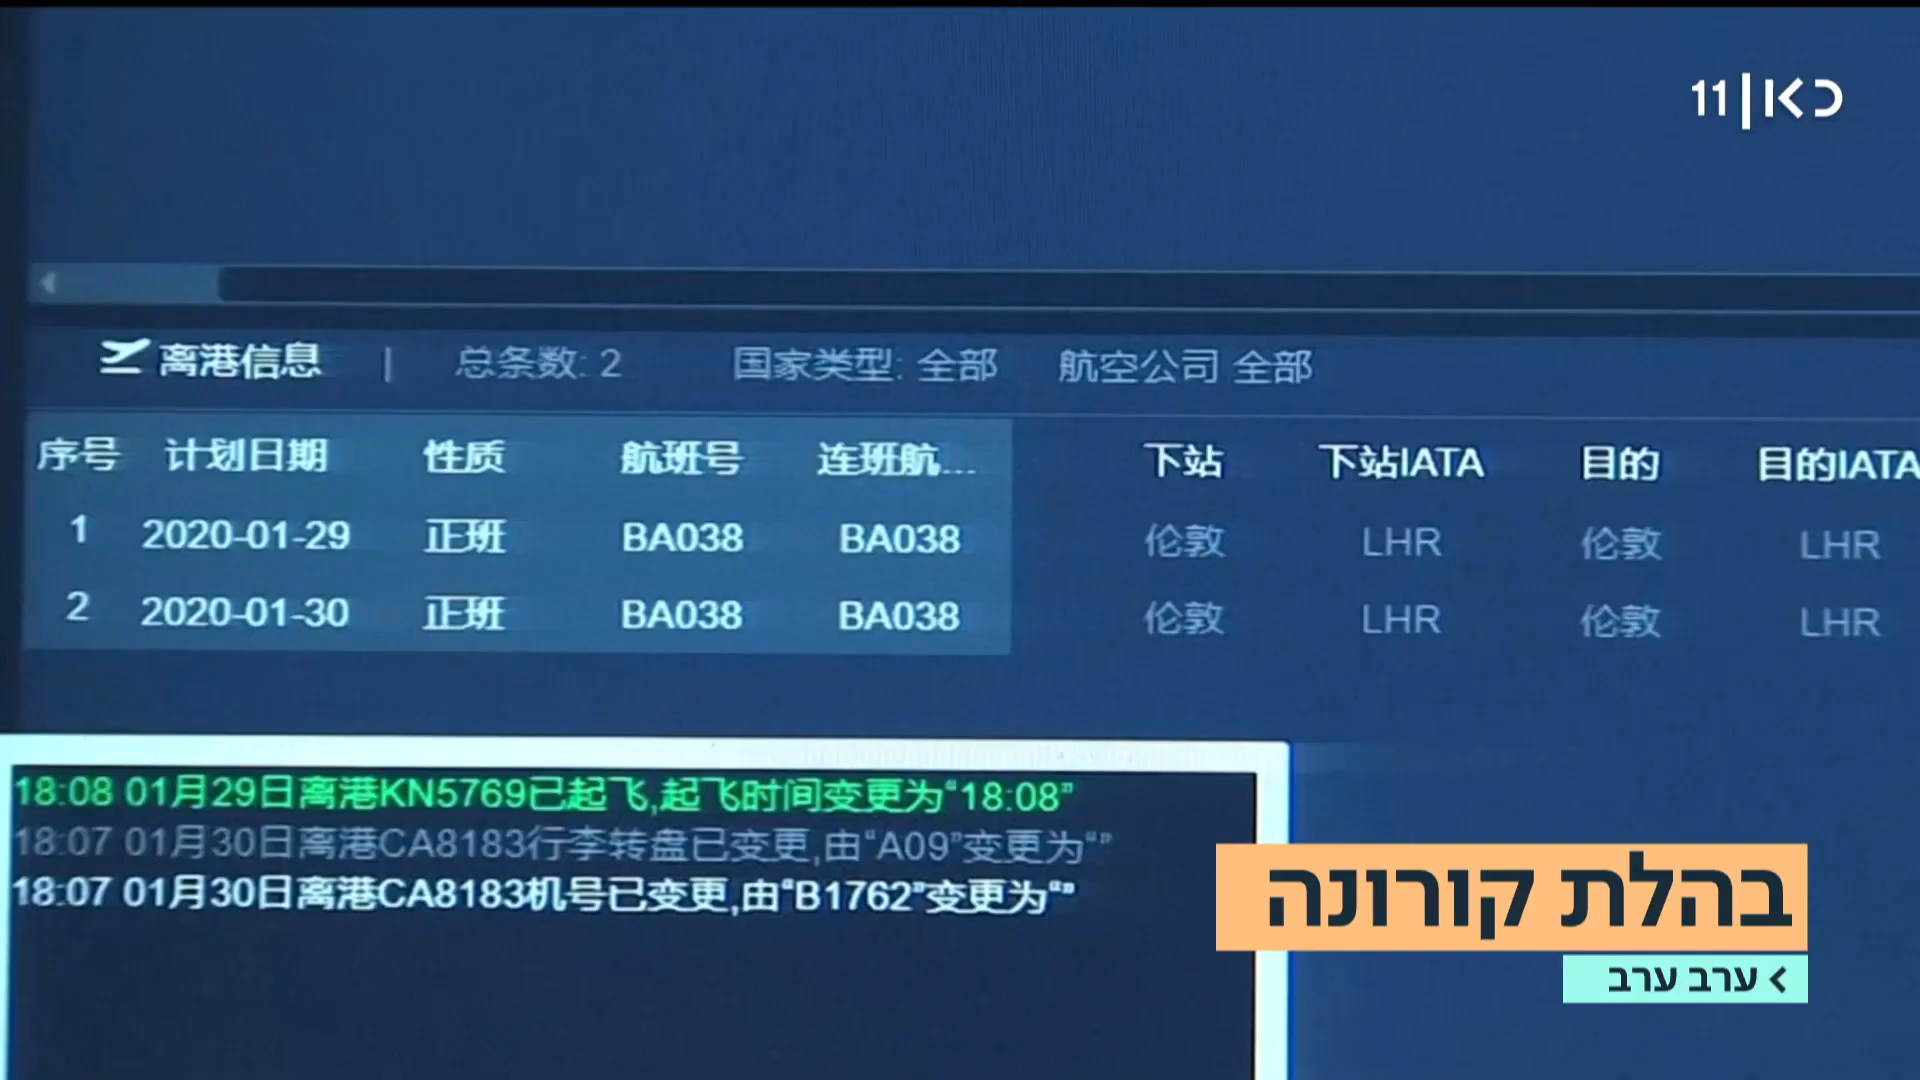 כאן 11
离港信息 | 总条数: 2 国家类型: 全部 航空公司 全部
序号 计划日期 性质 航班号 连班航... 下站 下站IATA 目的 目的IATA
1 2020-01-29 正班 BA038 BA038 伦敦 LHR 伦敦 LHR
2 2020-01-30 正班 BA038 BA038 伦敦 LHR 伦敦 LHR
18:08 01月29日离港KN5769已起飞,起飞时间变更为“18:08”
18:07 01月30日离港CA8183行李转盘已变更,由“A09”变更为“”
18:07 01月30日离港CA8183机号已变更,由“B1762”变更为“”
בהלת קורונה
ערב ערב